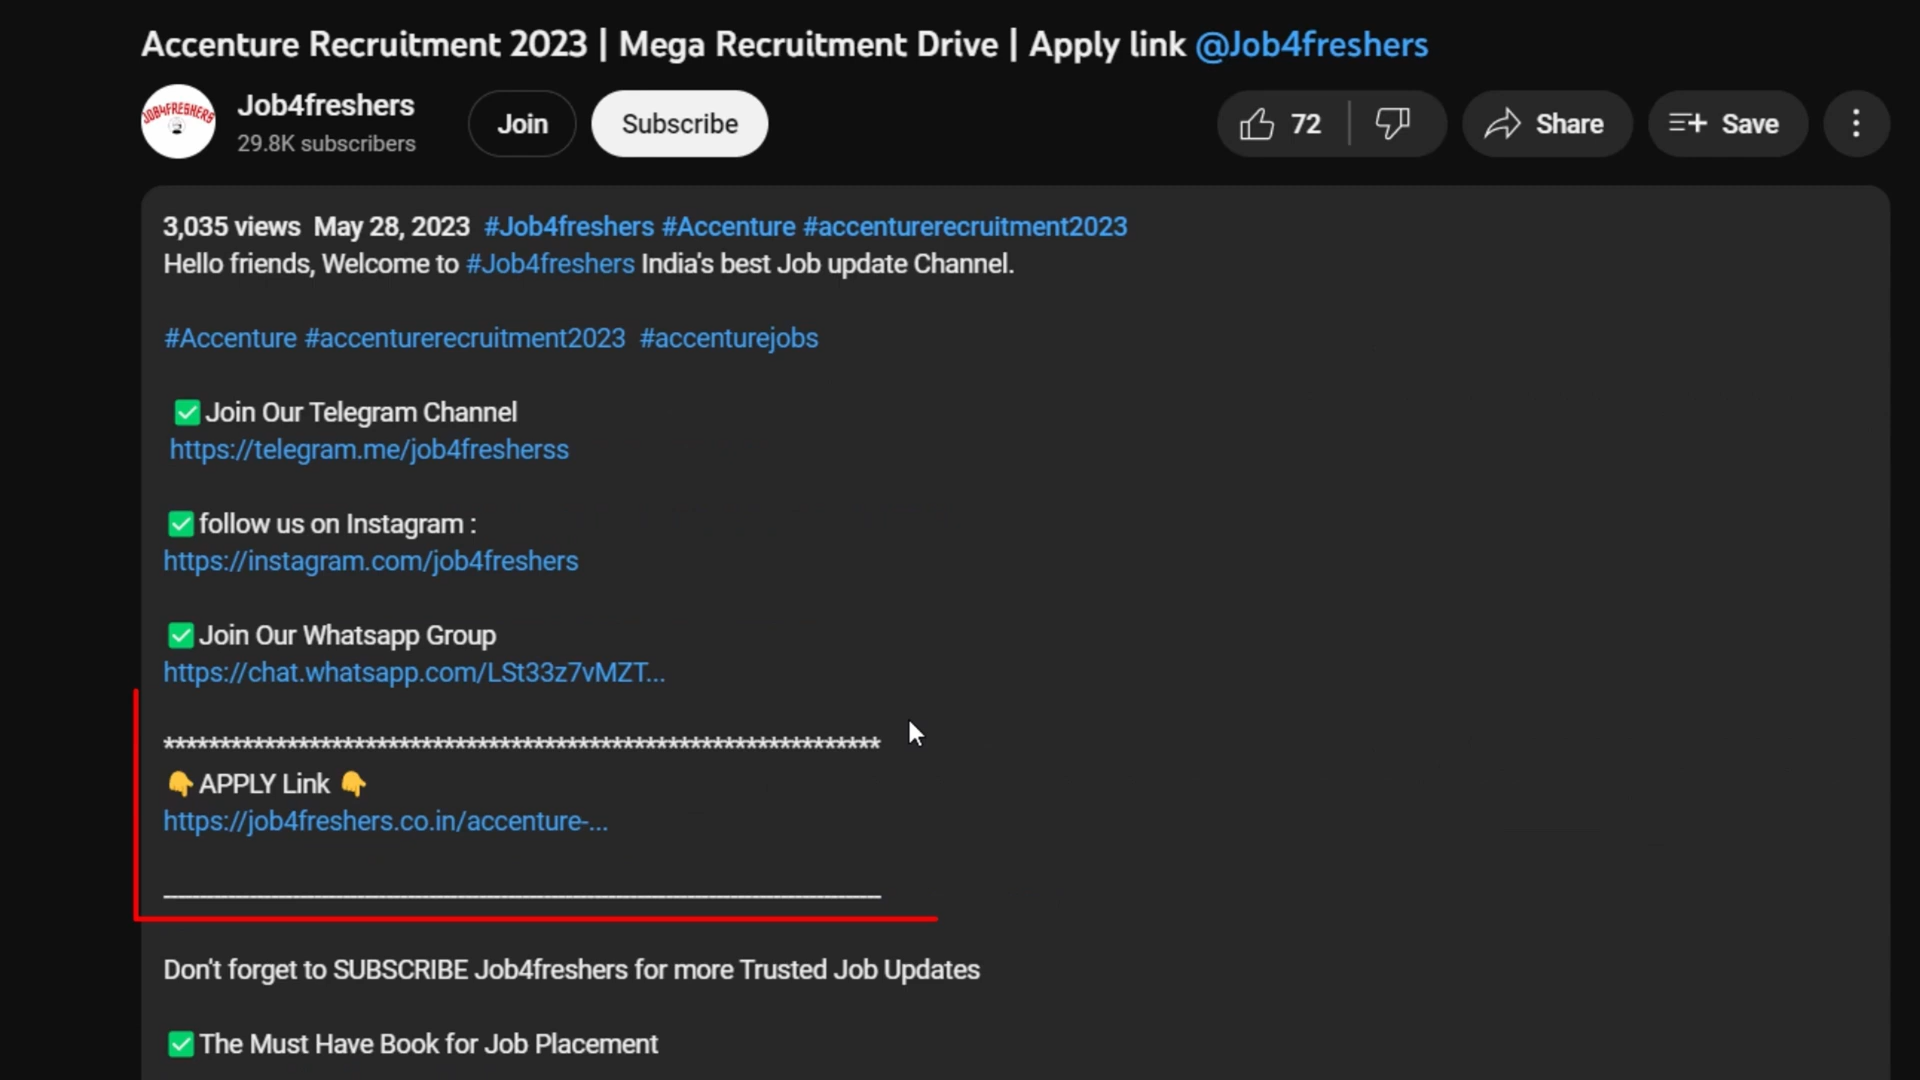 Accenture Recruitment 2023 | Mega Recruitment Drive | Apply link @Job4freshers
JOB4FRESHERS
Job4freshers
29.8K subscribers
Join
Subscribe
72
Share
Save
3,035 views May 28, 2023 #Job4freshers #Accenture #accenturerecruitment2023
Hello friends, Welcome to #Job4freshers India's best Job update Channel.
#Accenture #accenturerecruitment2023 #accenturejobs
✅Join Our Telegram Channel
https://telegram.me/job4fresherss
✅follow us on Instagram :
https://instagram.com/job4freshers
✅Join Our Whatsapp Group
https://chat.whatsapp.com/LSt33z7vMZT...
****************************************************************
👇APPLY Link 👇
https://job4freshers.co.in/accenture-...
Don't forget to SUBSCRIBE Job4freshers for more Trusted Job Updates
✅The Must Have Book for Job Placement